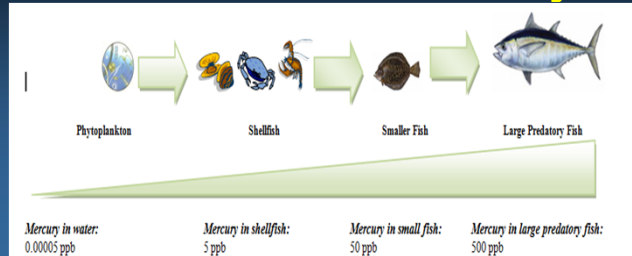 Phytoplankton
Shellfish
Smaller Fish
Large Predatory Fish
Mercury in water:
0.00005 ppb
Mercury in shellfish:
5 ppb
Mercury in small fish:
50 ppb
Mercury in large predatory fish:
500 ppb